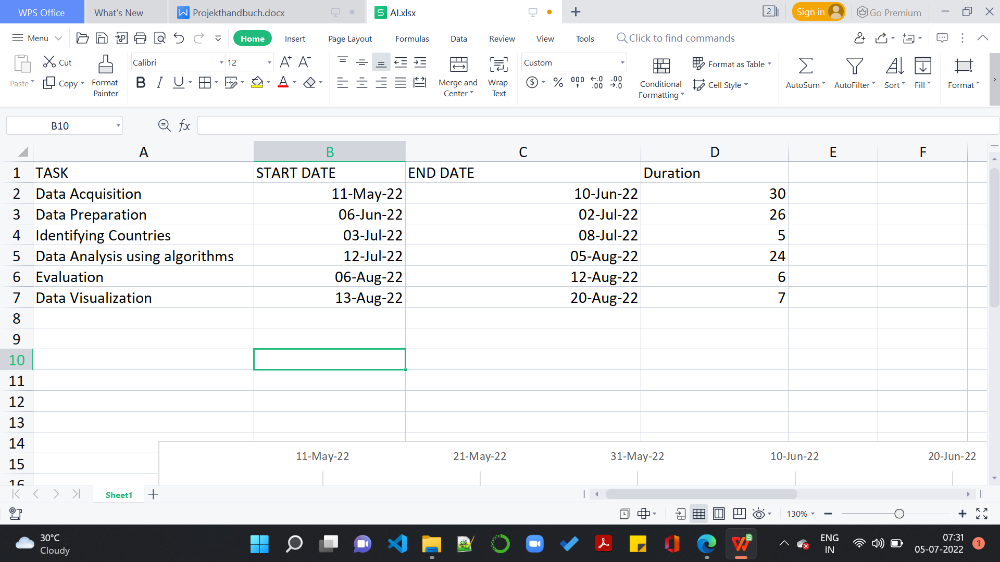 WPS Office What's New Projekthandbuch.docx AI.xlsx 2 Sign in Go Premium
Menu Home Insert Page Layout Formulas Data Review View Tools Click to find commands
Paste Cut Copy Format Painter Calibri 12 Merge and Center Wrap Text Custom Conditional Formatting Format as Table Cell Style AutoSum AutoFilter Sort Fill Format
B10 fx
A B C D E F
1 TASK START DATE END DATE Duration
2 Data Acquisition 11-May-22 10-Jun-22 30
3 Data Preparation 06-Jun-22 02-Jul-22 26
4 Identifying Countries 03-Jul-22 08-Jul-22 5
5 Data Analysis using algorithms 12-Jul-22 05-Aug-22 24
6 Evaluation 06-Aug-22 12-Aug-22 6
7 Data Visualization 13-Aug-22 20-Aug-22 7
8
9
10
11
12
13
14
11-May-22 21-May-22 31-May-22 10-Jun-22 20-Jun-22
15
16
Sheet1
130%
30°C
Cloudy
ENG
IN
07:31
05-07-2022
1